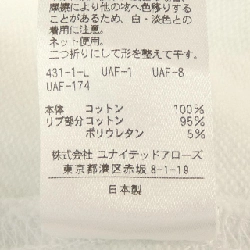 摩擦により他の物へ色移りする
ことがあるため、白・淡色との
着用に注意。
ネット使用。
二つ折りにして形を整えて干す。
431-1-L UAF-1 UAF-8
UAF-174
本体 コットン 100%
リブ部分 コットン 95%
ポリウレタン 5%
株式会社 ユナイテッドアローズ
東京都港区赤坂8-1-19
日本製